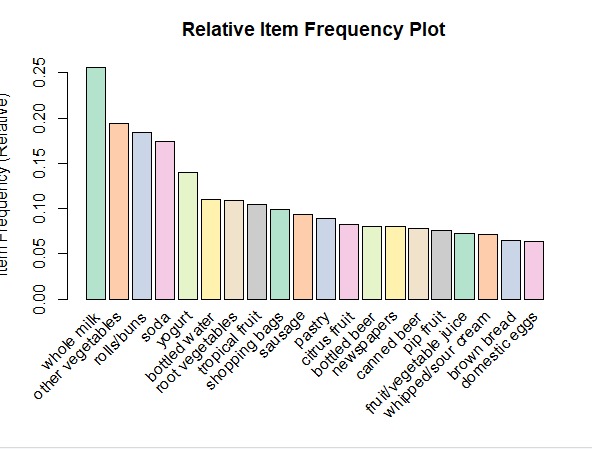 Relative Item Frequency Plot
Item Frequency (Relative)
0.25
0.20
0.15
0.10
0.05
0.00
whole milk
other vegetables
rolls/buns
soda
yogurt
bottled water
root vegetables
tropical fruit
shopping bags
sausage
pastry
citrus fruit
bottled beer
newspapers
canned beer
pip fruit
fruit/vegetable juice
whipped/sour cream
brown bread
domestic eggs